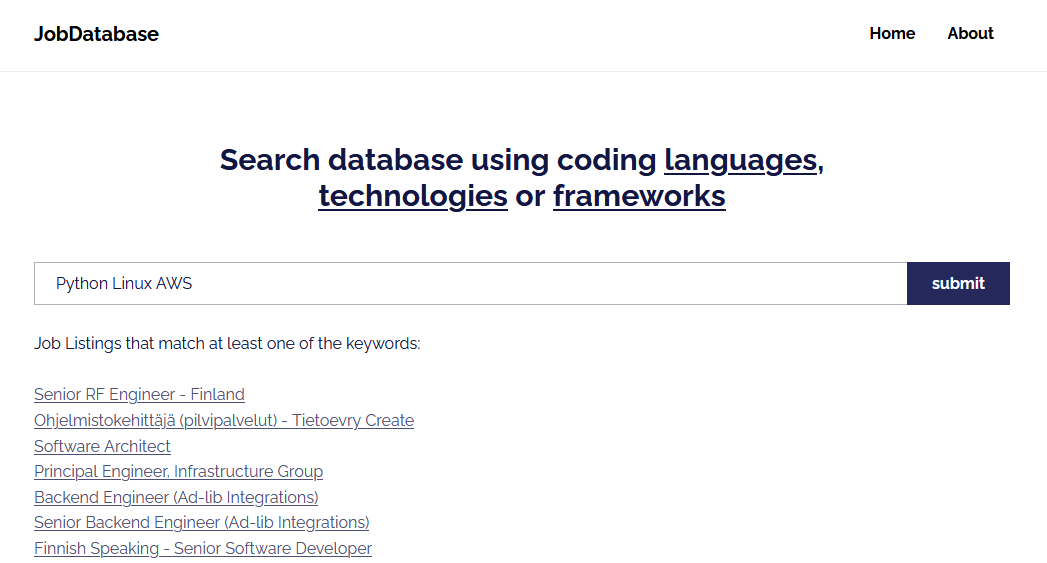 JobDatabase
Home About
Search database using coding languages,
technologies or frameworks
Python Linux AWS
submit
Job Listings that match at least one of the keywords:
Senior RF Engineer - Finland
Ohjelmistokehittäjä (pilvipalvelut) - Tietoevry Create
Software Architect
Principal Engineer, Infrastructure Group
Backend Engineer (Ad-lib Integrations)
Senior Backend Engineer (Ad-lib Integrations)
Finnish Speaking - Senior Software Developer